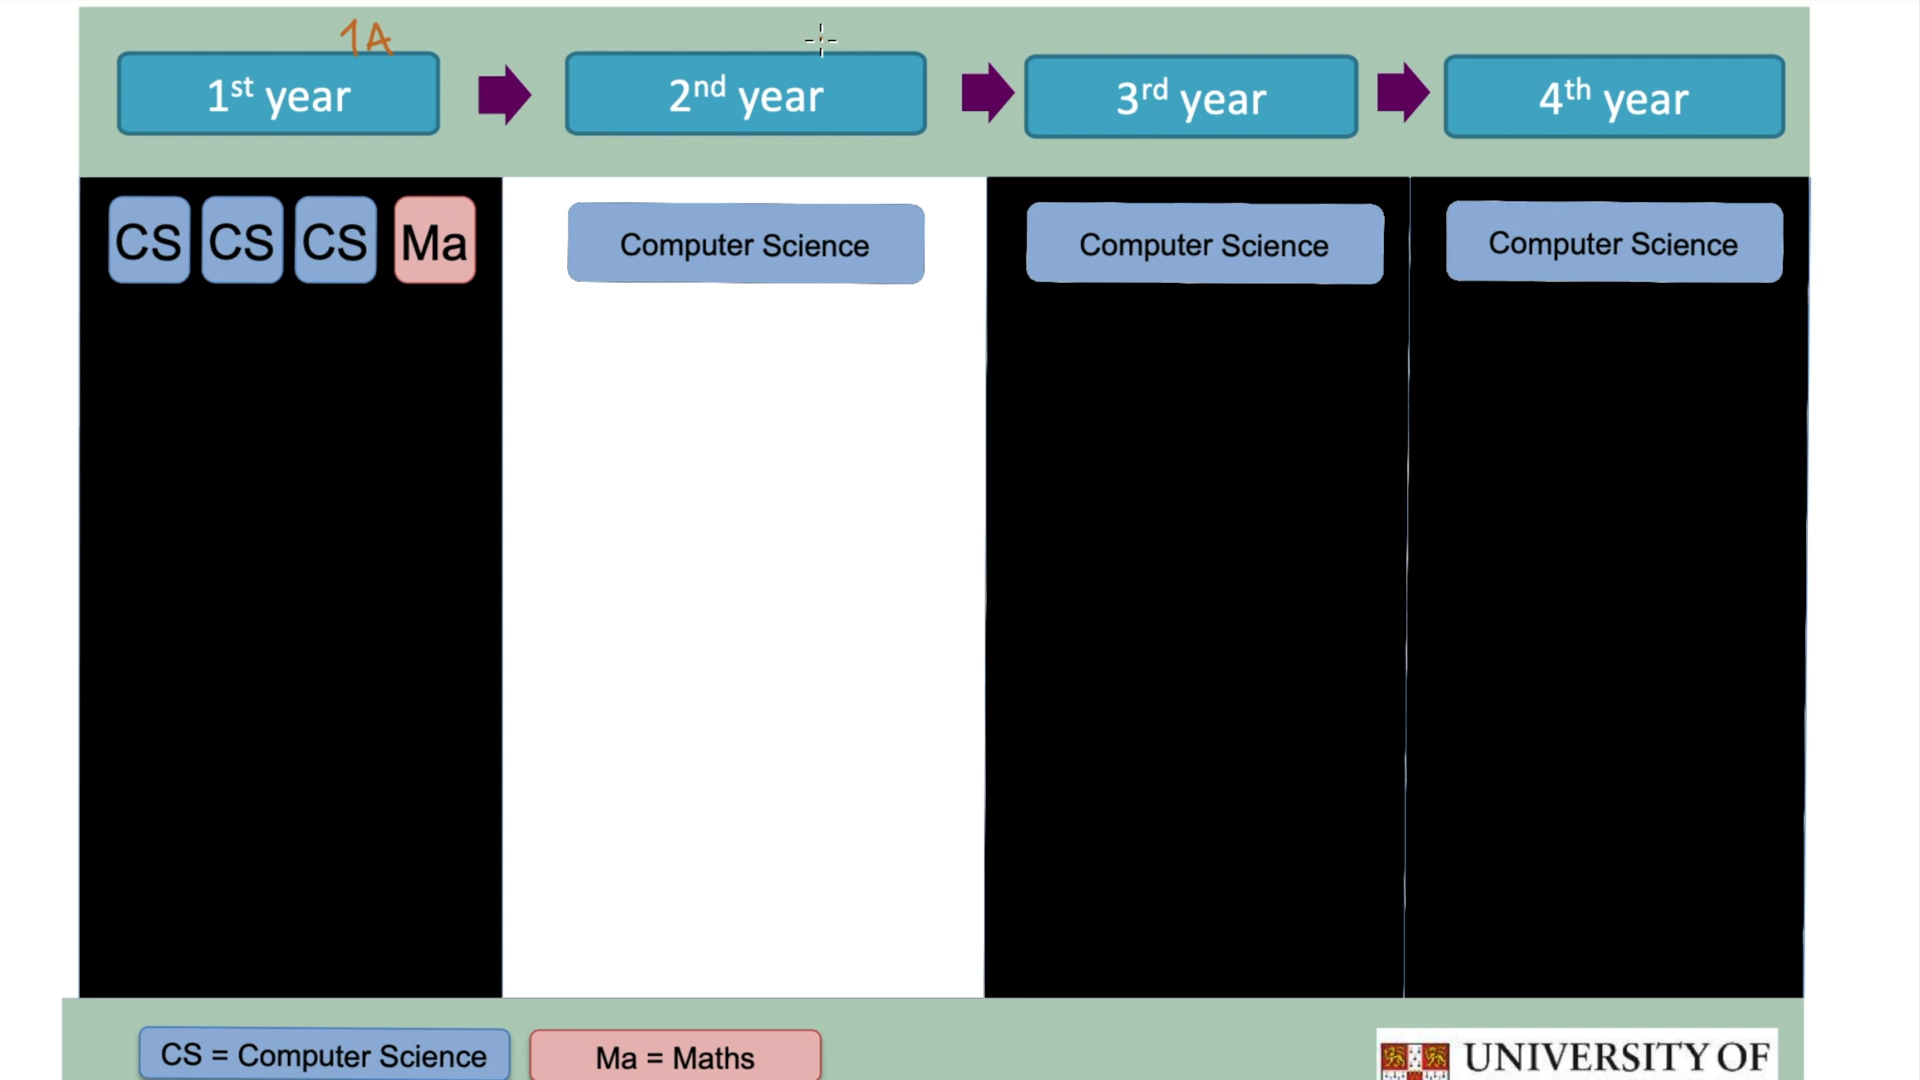 1A
1st year
2nd year
3rd year
4th year
CS CS CS Ma
Computer Science
Computer Science
Computer Science
CS = Computer Science
Ma = Maths
UNIVERSITY OF